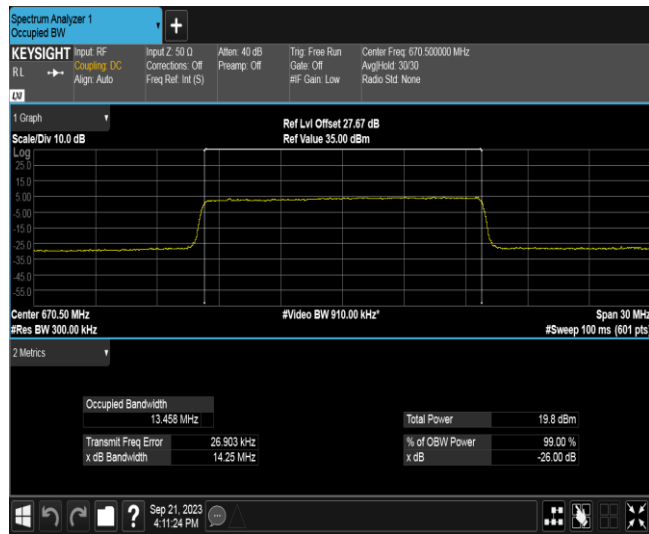 Spectrum Analyzer 1
Occupied BW
+
KEYSIGHT Input: RF Input Z: 50 Ω Atten: 40 dB Trig: Free Run Center Freq: 670.500000 MHz
RL Coupling: DC Corrections: Off Preamp: Off Gate: Off Avg|Hold: 30/30
Align: Auto Freq Ref: Int (S) #IF Gain: Low Radio Std: None
LXI
1 Graph
Ref Lvl Offset 27.67 dB
Scale/Div 10.0 dB Ref Value 35.00 dBm
Log
25.0
15.0
5.00
-5.00
-15.0
-25.0
-35.0
-45.0
-55.0
Center 670.50 MHz #Video BW 910.00 kHz* Span 30 MHz
#Res BW 300.00 kHz #Sweep 100 ms (601 pts)
2 Metrics
Occupied Bandwidth
13.458 MHz Total Power 19.8 dBm
Transmit Freq Error 26.903 kHz % of OBW Power 99.00 %
x dB Bandwidth 14.25 MHz x dB -26.00 dB
? Sep 21, 2023
4:11:24 PM